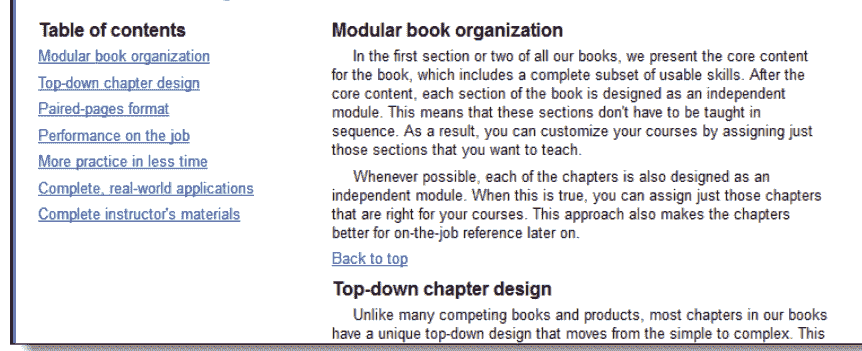 Table of contents
Modular book organization
Top-down chapter design
Paired-pages format
Performance on the job
More practice in less time
Complete, real-world applications
Complete instructor's materials
Modular book organization
In the first section or two of all our books, we present the core content
for the book, which includes a complete subset of usable skills. After the
core content, each section of the book is designed as an independent
module. This means that these sections don't have to be taught in
sequence. As a result, you can customize your courses by assigning just
those sections that you want to teach.
Whenever possible, each of the chapters is also designed as an
independent module. When this is true, you can assign just those chapters
that are right for your courses. This approach also makes the chapters
better for on-the-job reference later on.
Back to top
Top-down chapter design
Unlike many competing books and products, most chapters in our books
have a unique top-down design that moves from the simple to complex. This